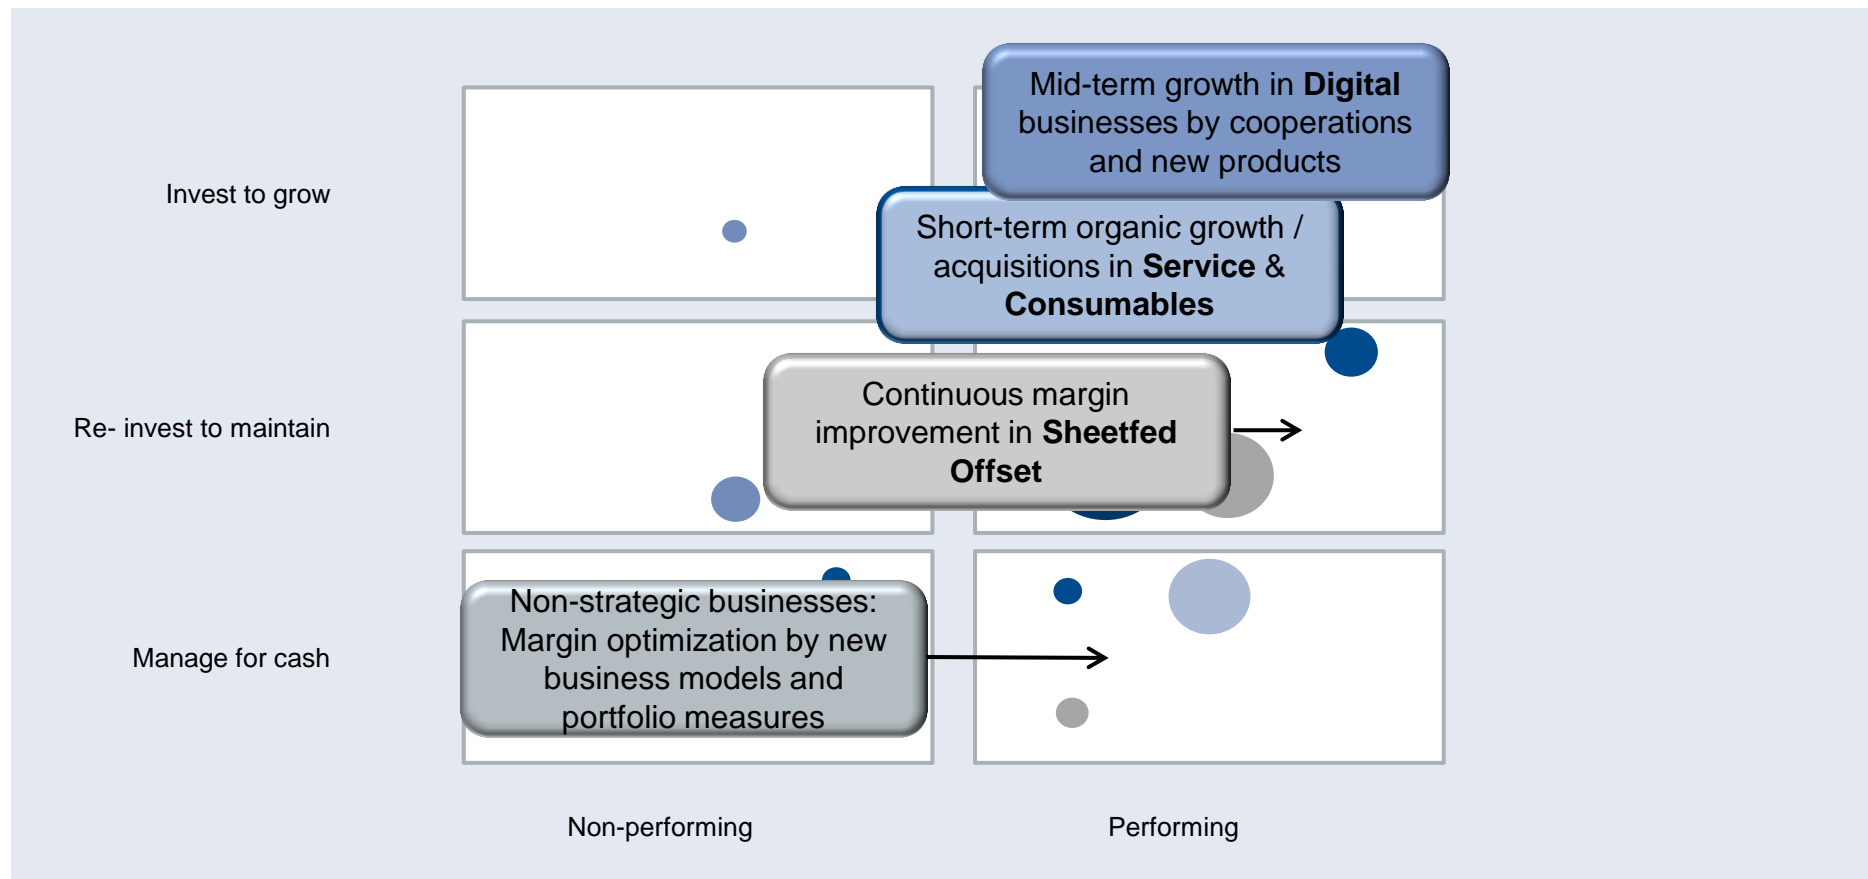 Mid-term growth in Digital
businesses by cooperations
and new products
Invest to grow
Short-term organic growth /
acquisitions in Service &
Consumables
Continuous margin
improvement in Sheetfed
Offset
Re- invest to maintain
Non-strategic businesses:
Margin optimization by new
business models and
portfolio measures
Manage for cash
Non-performing
Performing